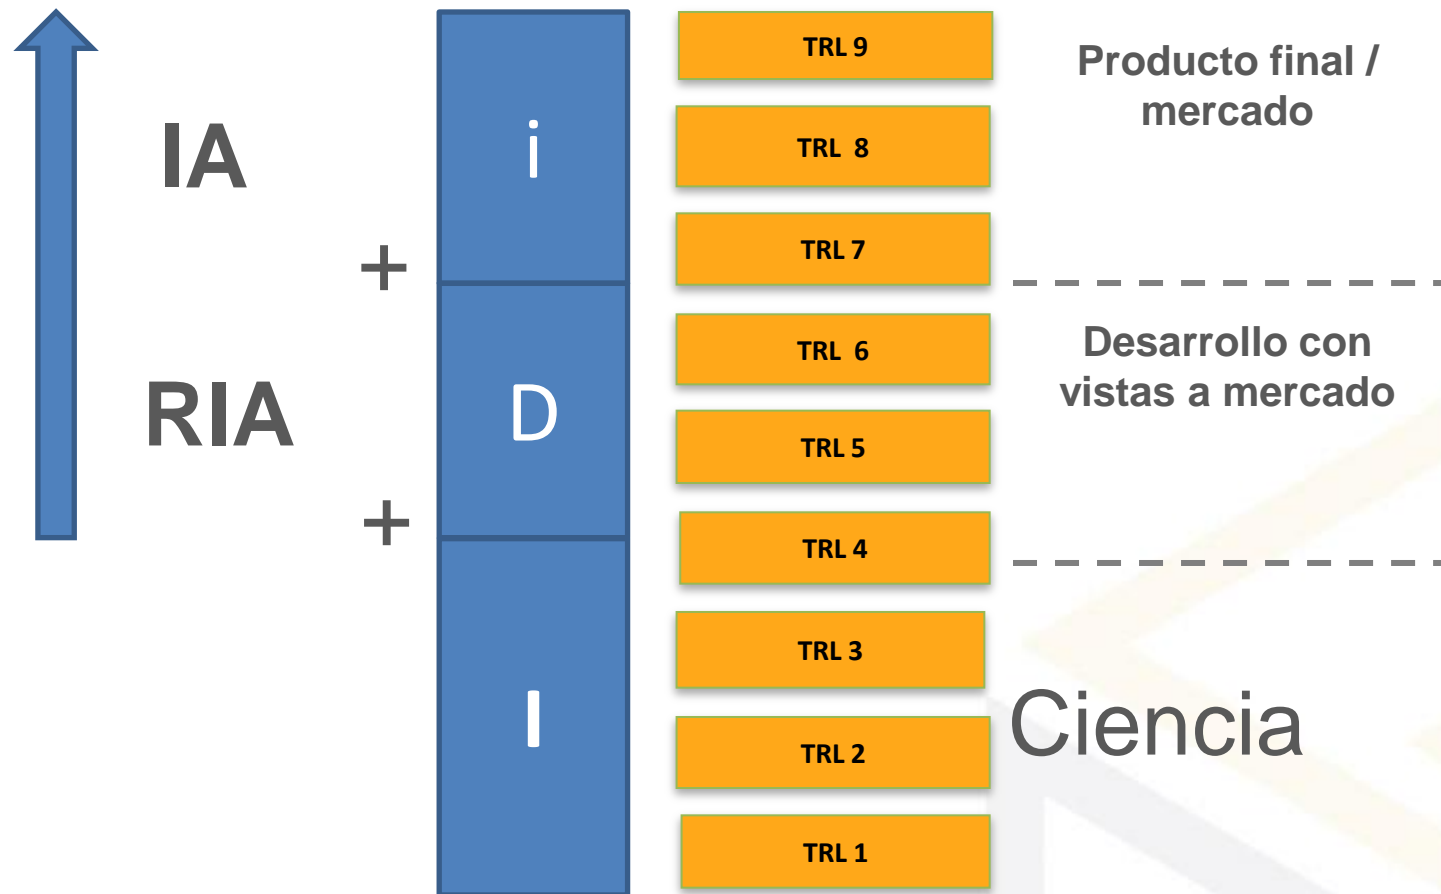 IA
+
RIA
+
i
D
I
TRL 9
TRL 8
TRL 7
TRL 6
TRL 5
TRL 4
TRL 3
TRL 2
TRL 1
Producto final /
mercado
Desarrollo con
vistas a mercado
Ciencia